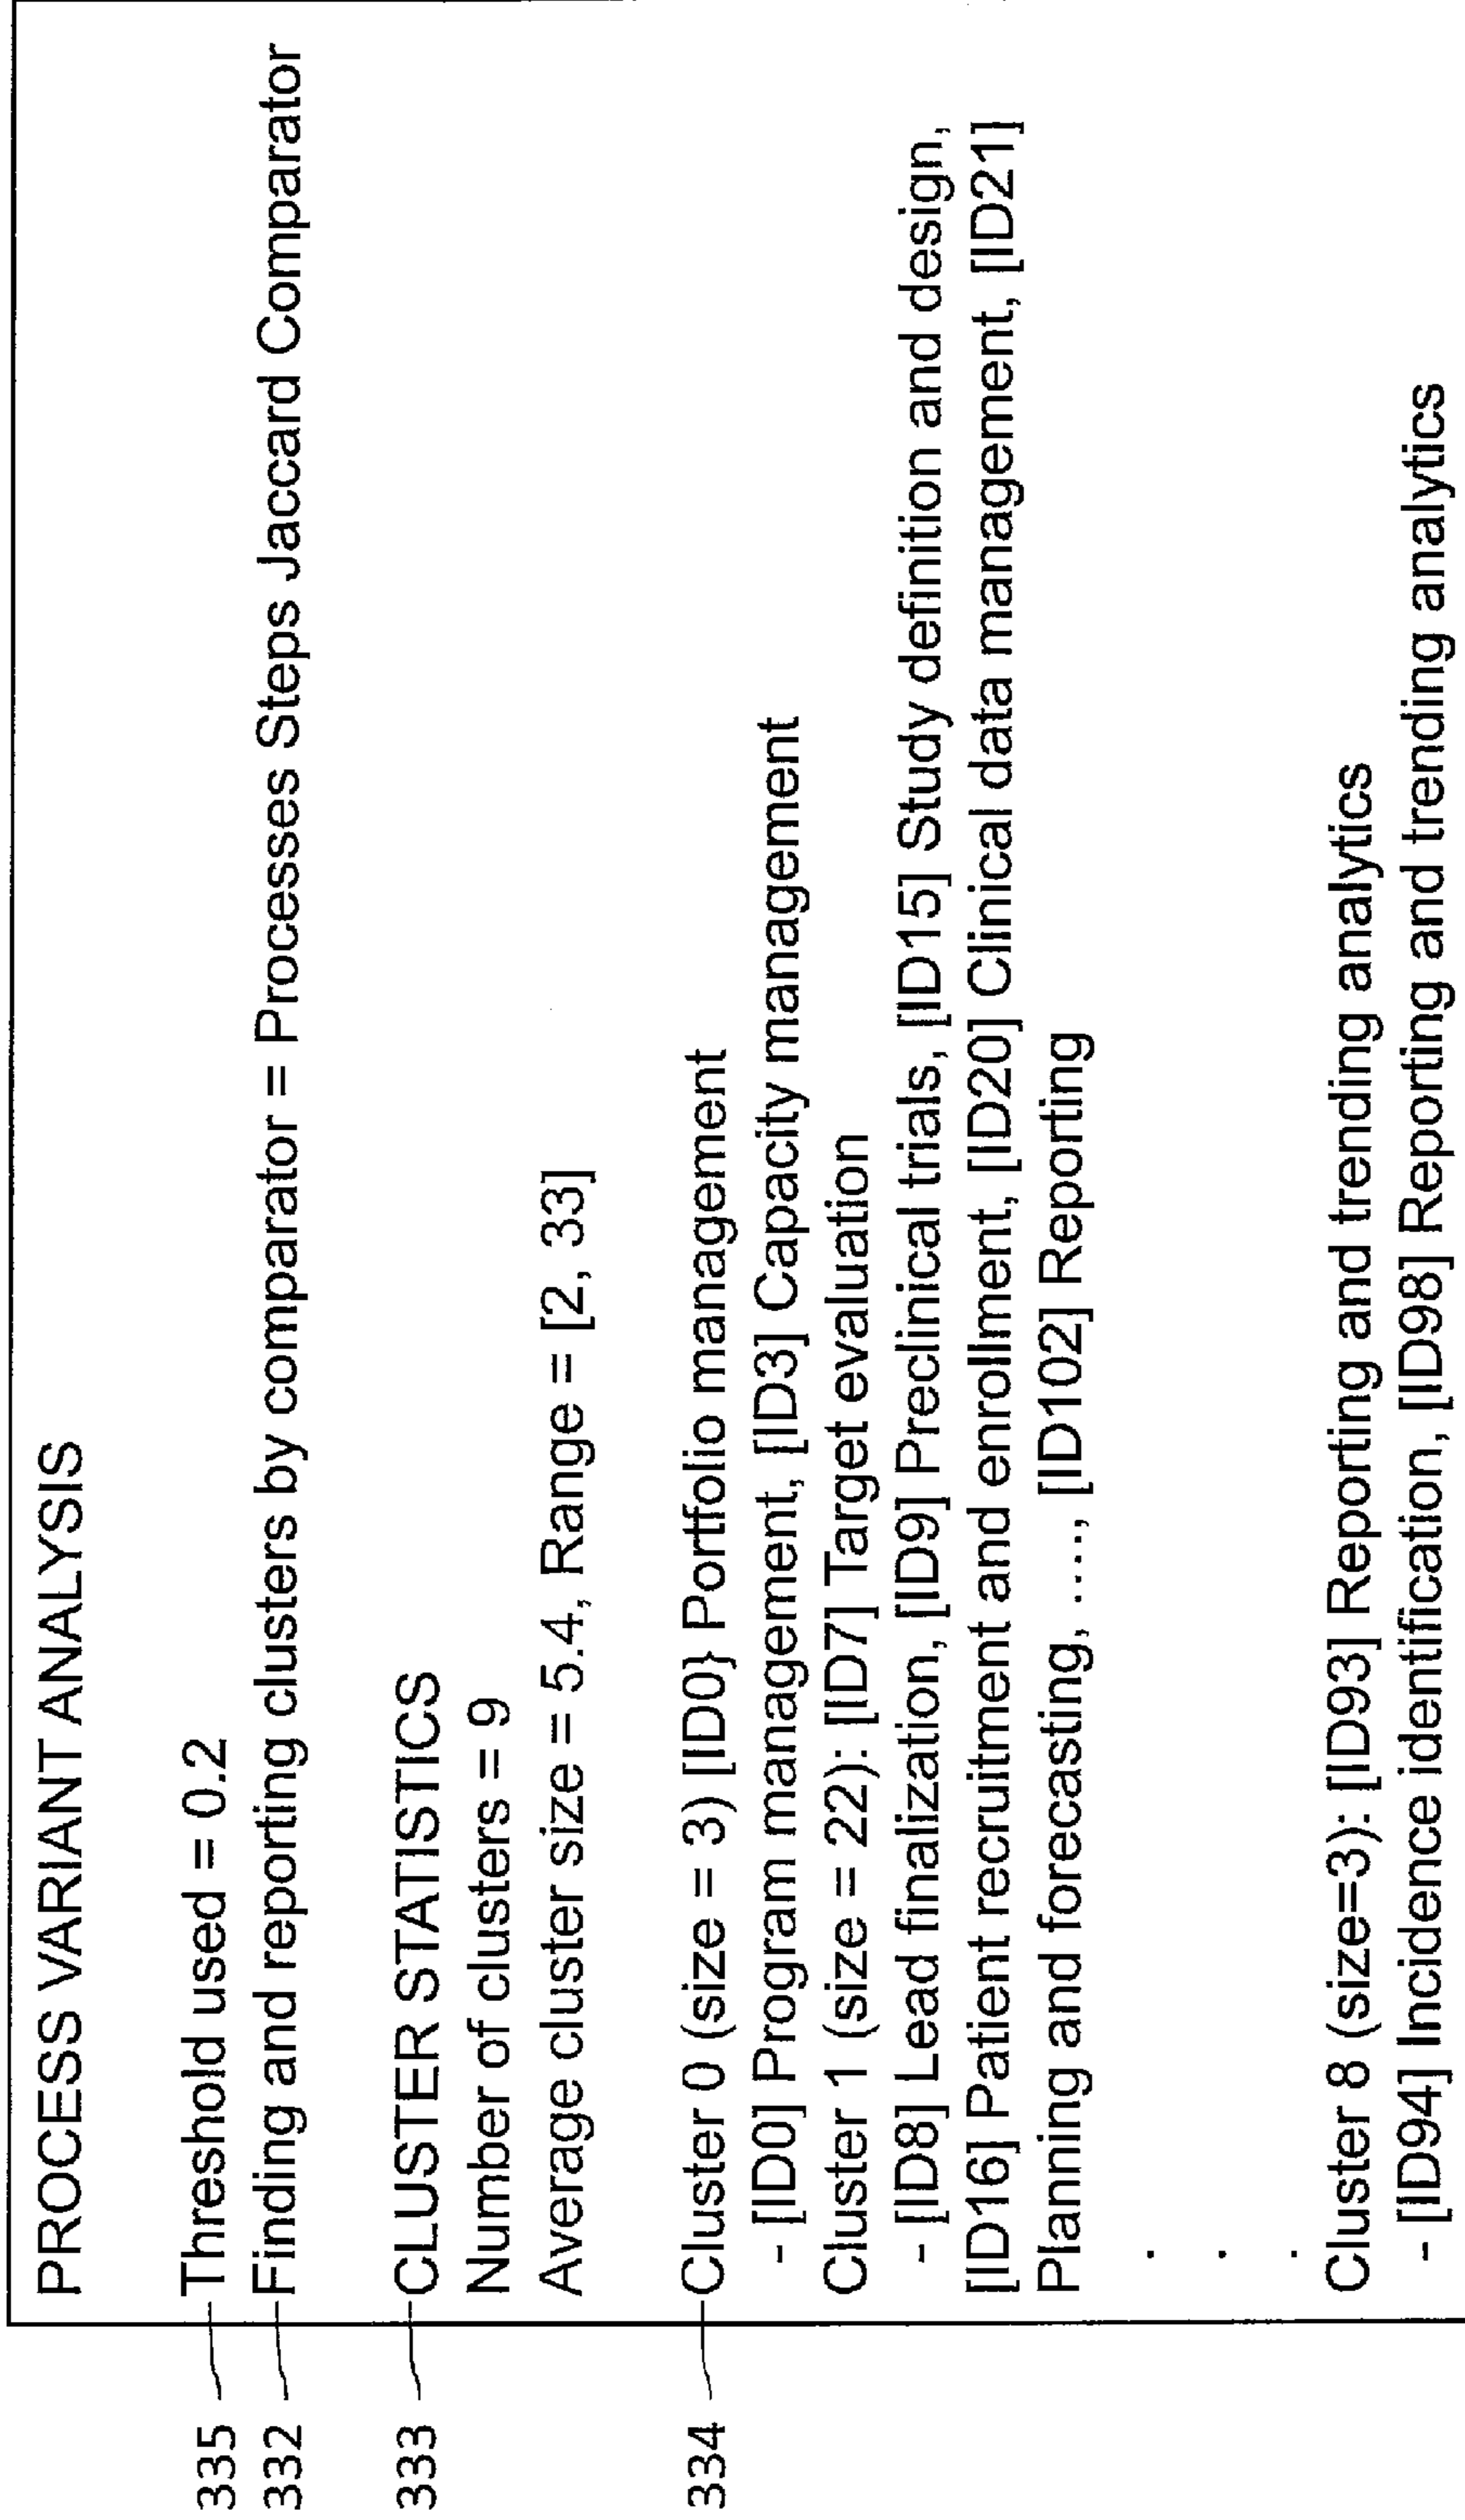 PROCESS VARIANT ANALYSIS
335 Threshold used = 0.2
332 Finding and reporting clusters by comparator = Processes Steps Jaccard Comparator
333 CLUSTER STATISTICS
Number of clusters = 9
Average cluster size = 5.4, Range = [2, 33]
334 Cluster 0 (size = 3) [ID0} Portfolio management
- [ID0] Program management, [ID3] Capacity management
Cluster 1 (size = 22): [ID7] Target evaluation
- [ID8] Lead finalization, [ID9] Preclinical trials, [ID15] Study definition and design,
[ID16] Patient recruitment and enrollment, [ID20] Clinical data management, [ID21]
Planning and forecasting, ...., [ID102] Reporting
.
.
.
Cluster 8 (size=3): [ID93] Reporting and trending analytics
- [ID94] Incidence identification, [ID98] Reporting and trending analytics